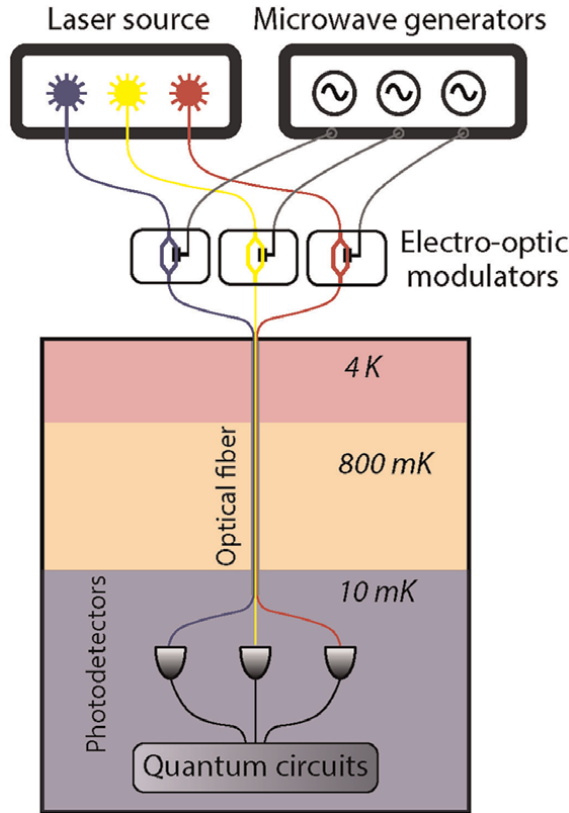 Laser source
Microwave generators
Electro-optic
modulators
4 K
800 mK
Optical fiber
10 mK
Photodetectors
Quantum circuits